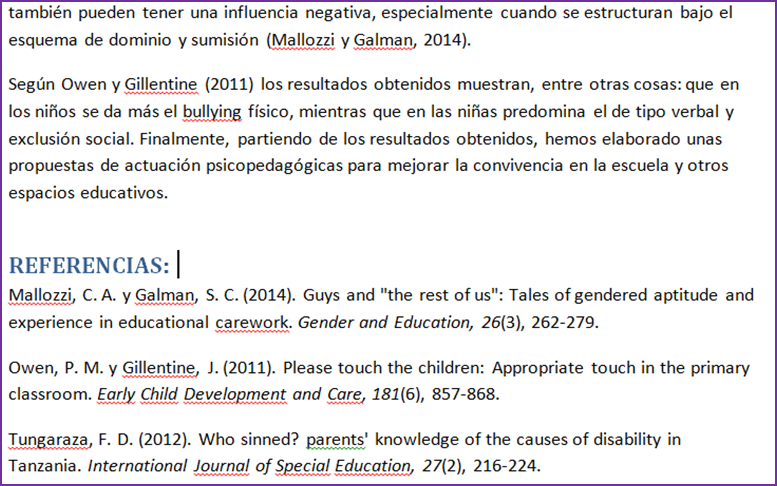 también pueden tener una influencia negativa, especialmente cuando se estructuran bajo el
esquema de dominio y sumisión (Mallozzi y Galman, 2014).
Según Owen y Gillentine (2011) los resultados obtenidos muestran, entre otras cosas: que en
los niños se da más el bullying físico, mientras que en las niñas predomina el de tipo verbal y
exclusión social. Finalmente, partiendo de los resultados obtenidos, hemos elaborado unas
propuestas de actuación psicopedagógicas para mejorar la convivencia en la escuela y otros
espacios educativos.
REFERENCIAS:
Mallozzi, C. A. y Galman, S. C. (2014). Guys and "the rest of us": Tales of gendered aptitude and
experience in educational carework. Gender and Education, 26(3), 262-279.
Owen, P. M. y Gillentine, J. (2011). Please touch the children: Appropriate touch in the primary
classroom. Early Child Development and Care, 181(6), 857-868.
Tungaraza, F. D. (2012). Who sinned? parents' knowledge of the causes of disability in
Tanzania. International Journal of Special Education, 27(2), 216-224.